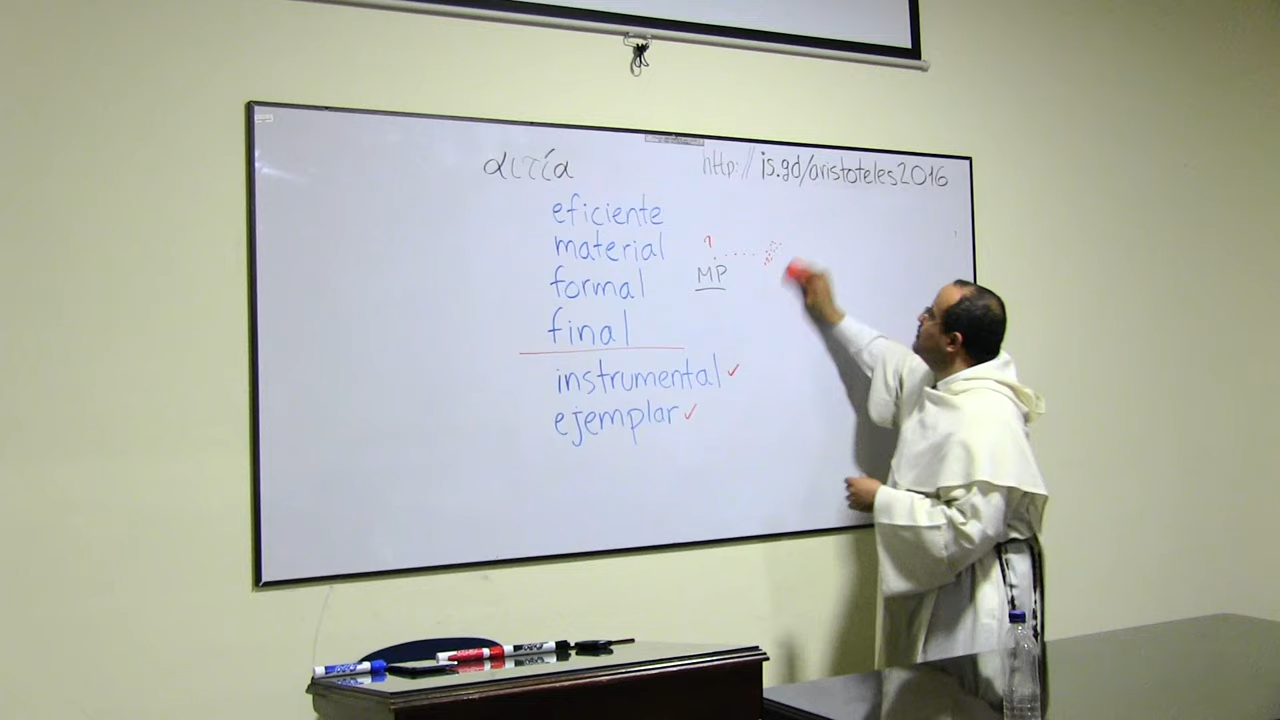 αιτία
http:// is.gd/aristoteles2016
eficiente
material
formal
MP
final
instrumental ✓
ejemplar ✓